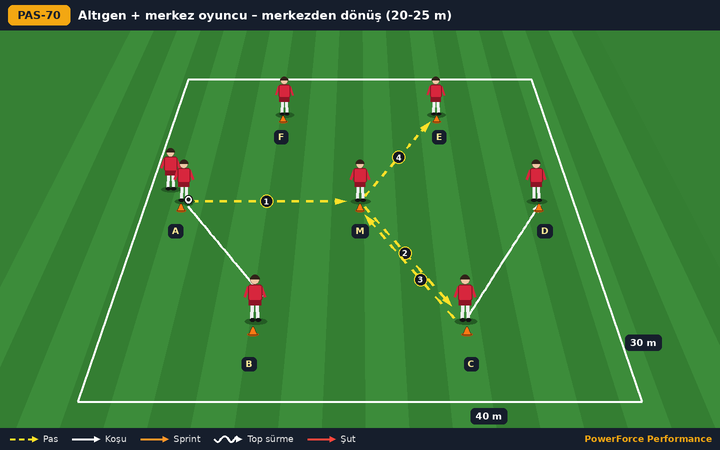 PAS-70 Altıgen + merkez oyuncu – merkezden dönüş (20-25 m)
F
E
4
1
A
M
D
2
3
30 m
B
C
40 m
Pas
Koşu
Sprint
Top sürme
Şut
PowerForce Performance